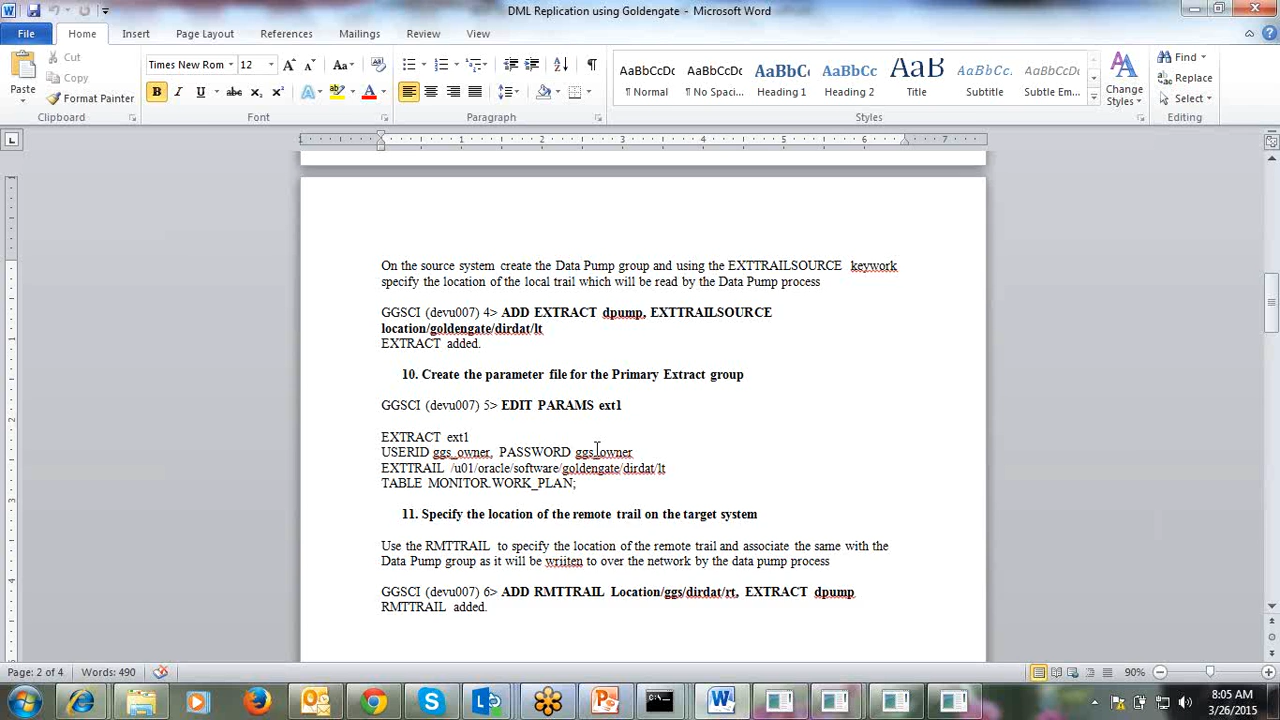 DML Replication using Goldengate - Microsoft Word
File Home Insert Page Layout References Mailings Review View
Cut
Copy
Format Painter
Paste
Clipboard
Times New Rom 12
Font
Paragraph
AaBbCcDc AaBbCcDc AaBbCc AaBbCc AaB AaBbCcDc AaBbCcDc
¶ Normal ¶ No Spaci... Heading 1 Heading 2 Title Subtitle Subtle Em...
Styles
Change Styles
Find
Replace
Select
Editing
1 2 3 4 5 6 7
On the source system create the Data Pump group and using the EXTTRAILSOURCE keywork
specify the location of the local trail which will be read by the Data Pump process
GGSCI (devu007) 4> ADD EXTRACT dpump, EXTTRAILSOURCE
location/goldengate/dirdat/lt
EXTRACT added.
10. Create the parameter file for the Primary Extract group
GGSCI (devu007) 5> EDIT PARAMS ext1
EXTRACT ext1
USERID ggs_owner, PASSWORD ggs_owner
EXTTRAIL /u01/oracle/software/goldengate/dirdat/lt
TABLE MONITOR.WORK_PLAN;
11. Specify the location of the remote trail on the target system
Use the RMTTRAIL to specify the location of the remote trail and associate the same with the
Data Pump group as it will be wriiten to over the network by the data pump process
GGSCI (devu007) 6> ADD RMTTRAIL Location/ggs/dirdat/rt, EXTRACT dpump
RMTTRAIL added.
Page: 2 of 4 Words: 490 90%
8:05 AM
3/26/2015